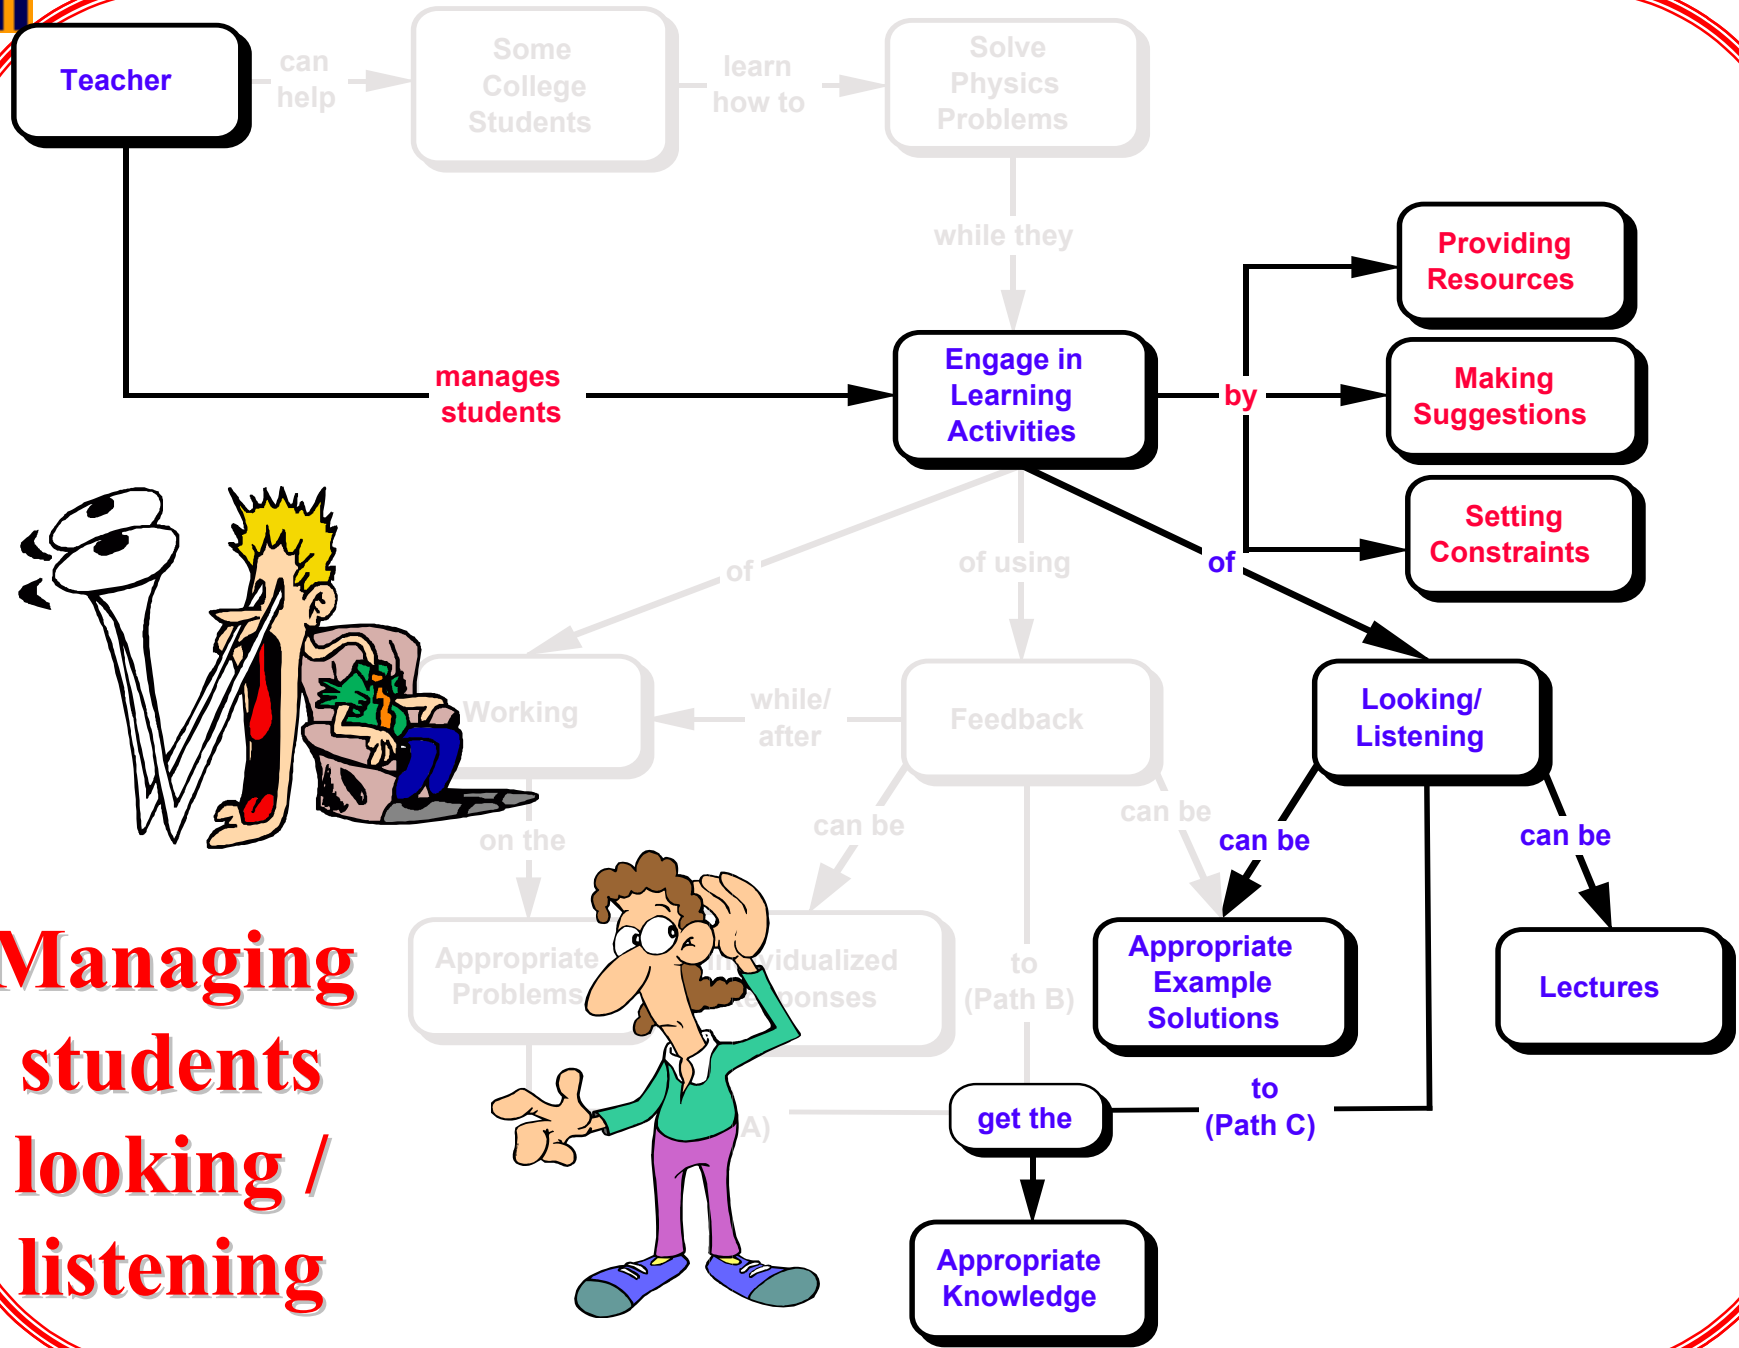 Teacher
can
help
Some
College
Students
learn
how to
Solve
Physics
Problems
while they
Providing
Resources
manages
students
Engage in
Learning
Activities
by
Making
Suggestions
Setting
Constraints
of
of using
of
Working
while/
after
Feedback
Looking/
Listening
on the
can be
can be
can be
can be
Managing
students
looking /
listening
Appropriate
Problems
to
(Path B)
Appropriate
Example
Solutions
Lectures
A)
get the
to
(Path C)
Appropriate
Knowledge